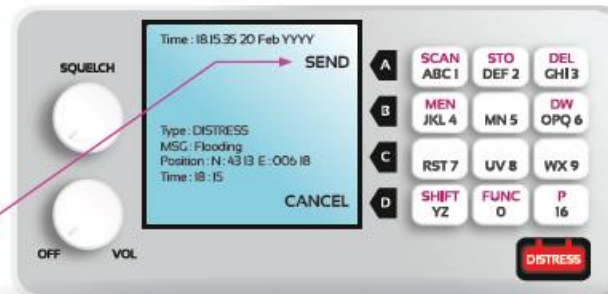 SQUELCH
OFF VOL
Time : 18.15.35 20 Feb YYYY
SEND
Type : DISTRESS
MSG : Flooding
Position : N : 43 13 E : 006 18
Time : 18 : 15
CANCEL
A
B
C
D
SCAN STO DEL
ABC 1 DEF 2 GHI 3
MEN DW
JKL 4 MN 5 OPQ 6
RST 7 UV 8 WX 9
SHIFT FUNC P
YZ 0 16
DISTRESS